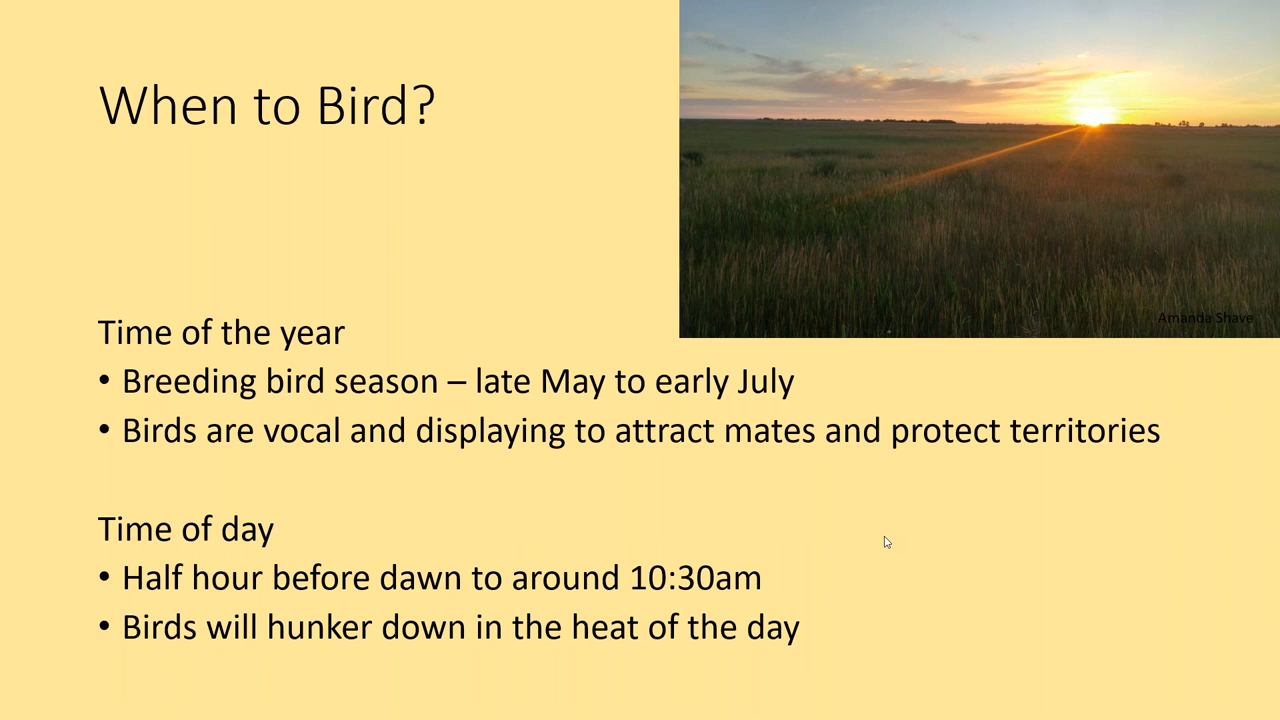 When to Bird?
Amanda Shave
Time of the year
• Breeding bird season – late May to early July
• Birds are vocal and displaying to attract mates and protect territories
Time of day
• Half hour before dawn to around 10:30am
• Birds will hunker down in the heat of the day